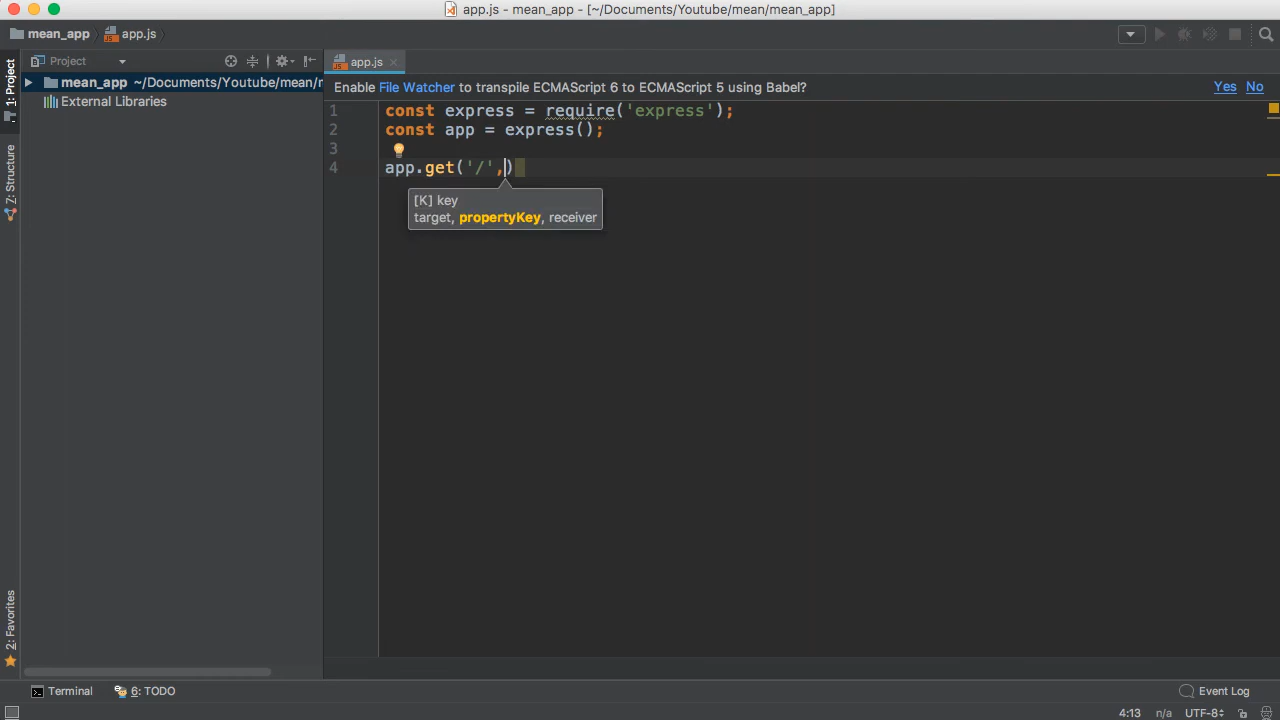 app.js - mean_app - [~/Documents/Youtube/mean/mean_app]
mean_app app.js
Project
app.js
mean_app ~/Documents/Youtube/mean/
External Libraries
Enable File Watcher to transpile ECMAScript 6 to ECMAScript 5 using Babel? Yes No
1 const express = require('express');
2 const app = express();
3
4 app.get('/',)
[K] key
target, propertyKey, receiver
1: Project
7: Structure
2: Favorites
Terminal 6: TODO
Event Log
4:13 n/a UTF-8